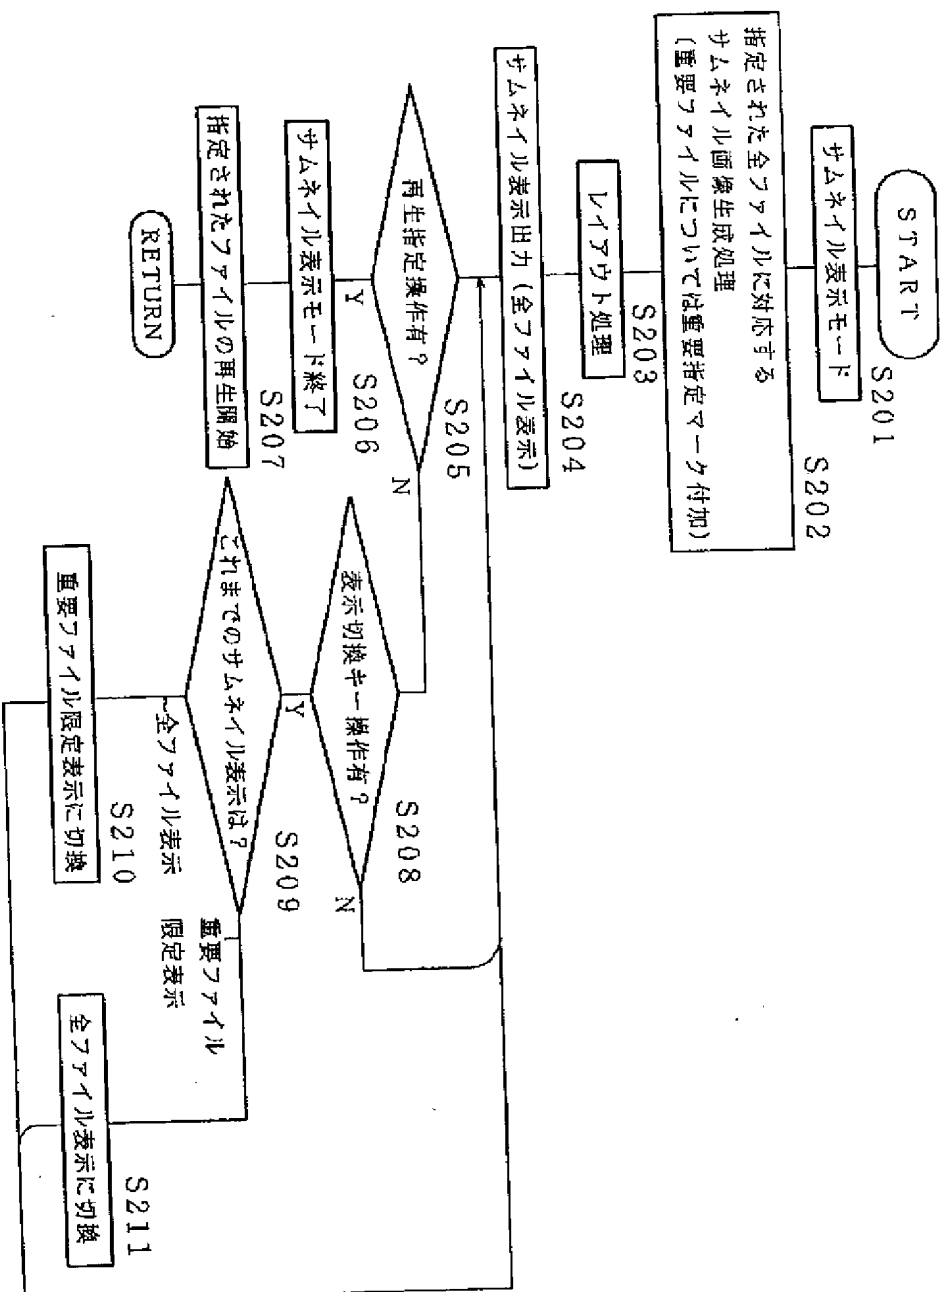 START
サムネイル表示モード
S201
指定された全ファイルに対応する
サムネイル画像生成処理
(重要ファイルについては重要指定マーク付加)
S202
レイアウト処理
S203
サムネイル表示出力(全ファイル表示)
S204
再生指定操作有?
S205
Y
N
サムネイル表示モード終了
S206
指定されたファイルの再生開始
S207
RETURN
表示切換キー操作有?
S208
Y
N
これまでのサムネイル表示は?
S209
全ファイル表示
重要ファイル
限定表示
重要ファイル限定表示に切換
S210
全ファイル表示に切換
S211